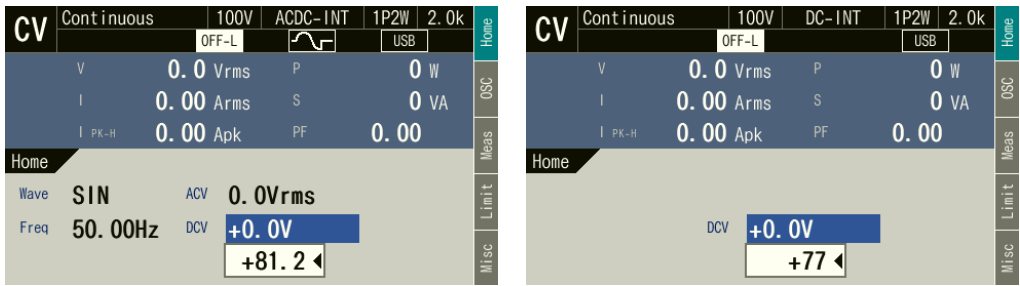 CV Continuous 100V ACDC-INT 1P2W 2.0k Home
OFF-L USB
V 0.0 Vrms P 0 W
OSC
I 0.00 Arms S 0 VA
I PK-H 0.00 Apk PF 0.00
Meas
Home
Wave SIN ACV 0.0Vrms
Limit
Freq 50.00Hz DCV +0.0V
+81.2
Misc
CV Continuous 100V DC-INT 1P2W 2.0k Home
OFF-L USB
V 0.0 Vrms P 0 W
OSC
I 0.00 Arms S 0 VA
I PK-H 0.00 Apk PF 0.00
Meas
Home
Limit
DCV +0.0V
+77
Misc